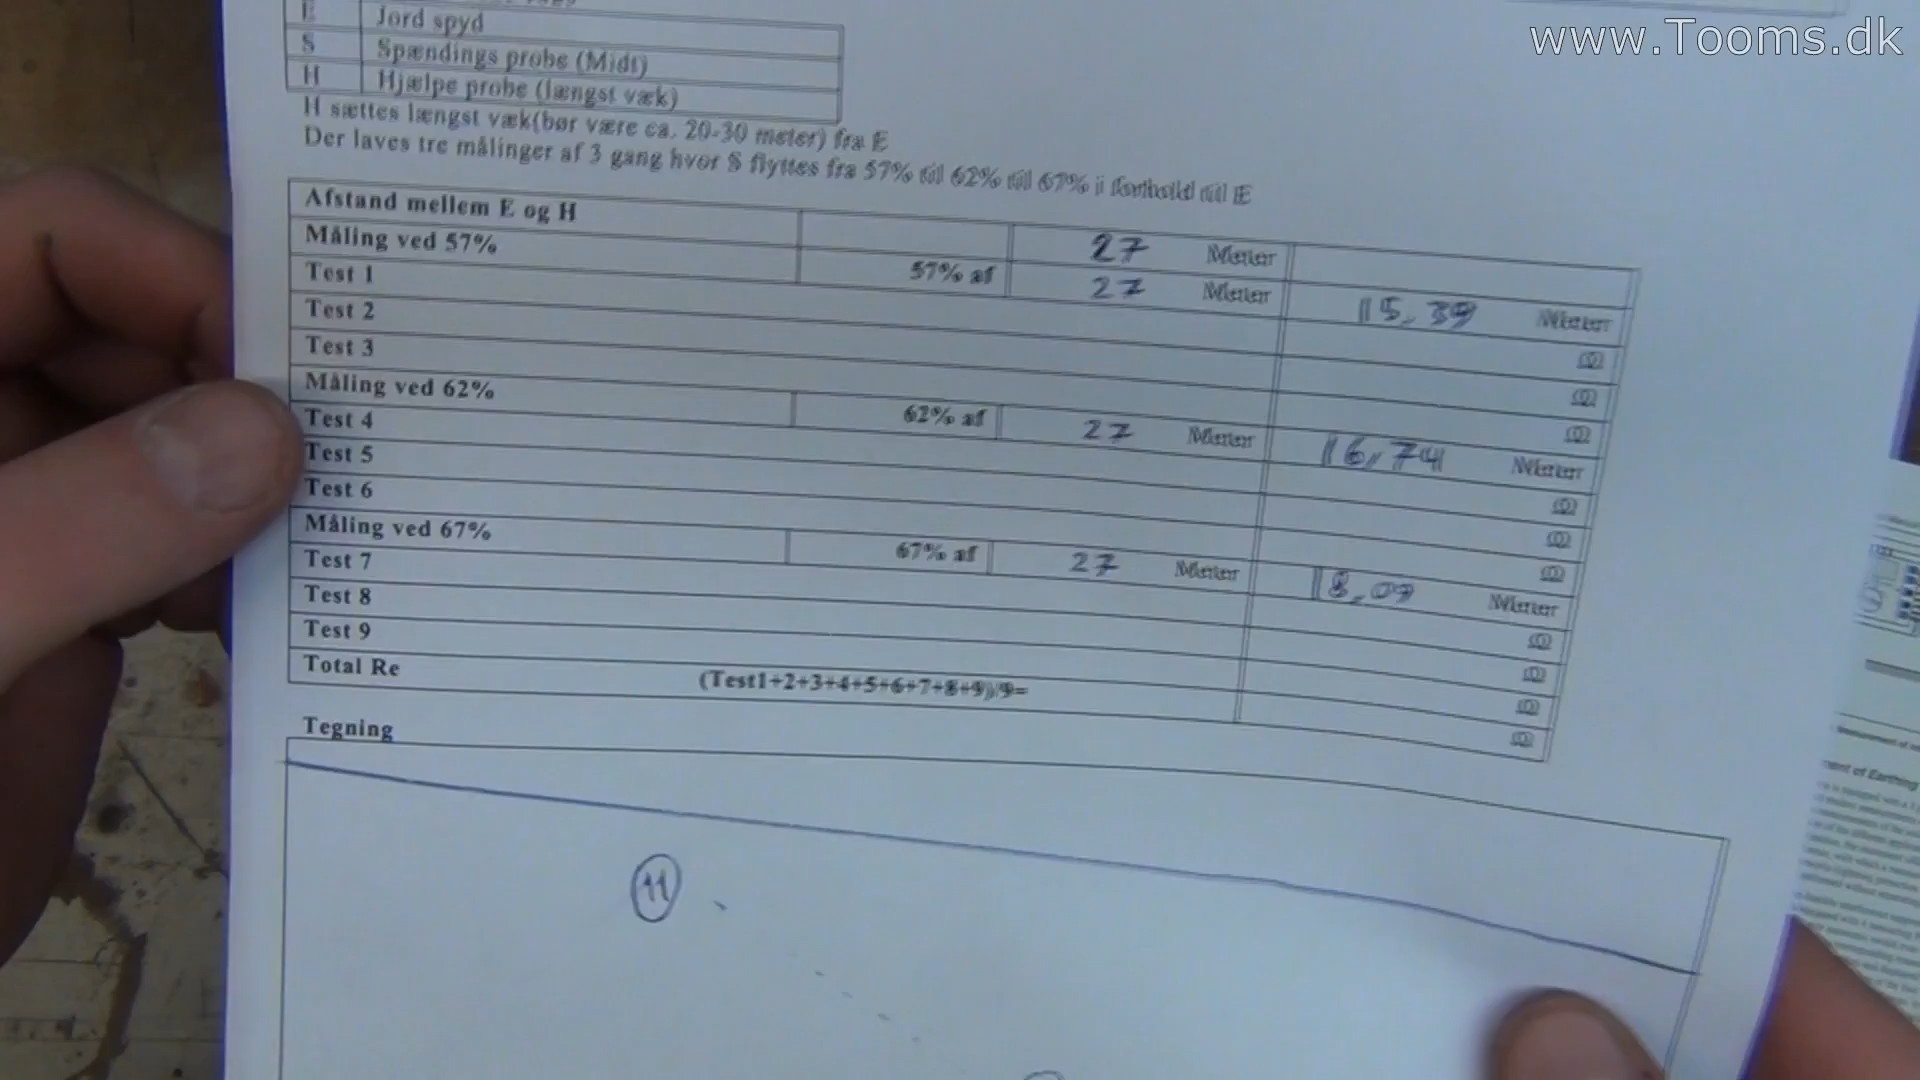 www.Tooms.dk
E Jord spyd
S Spændings probe (Midt)
H Hjælpe probe (længst væk)
H sættes længst væk(bør være ca. 20-30 meter) fra E
Der laves tre målinger af 3 gang hvor S flyttes fra 57% til 62% til 67% i forhold til E
Afstand mellem E og H 27 Meter
Måling ved 57% 57% af 27 Meter 15,39 Meter
Test 1 Ω
Test 2 Ω
Test 3 Ω
Måling ved 62% 62% af 27 Meter 16,74 Meter
Test 4 Ω
Test 5 Ω
Test 6 Ω
Måling ved 67% 67% af 27 Meter 18,09 Meter
Test 7 Ω
Test 8 Ω
Test 9 Ω
Total Re (Test1+2+3+4+5+6+7+8+9)/9= Ω
Tegning
11
of Earthing